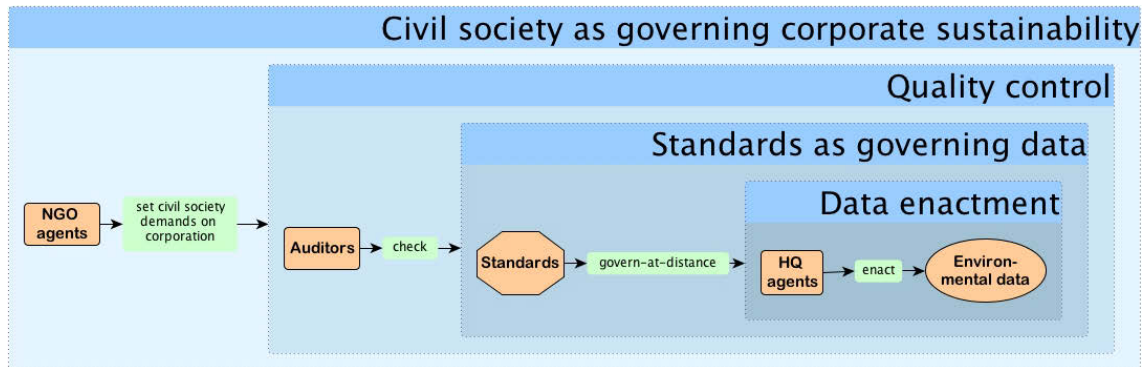 Civil society as governing corporate sustainability
Quality control
Standards as governing data
Data enactment
NGO
agents
set civil society
demands on
corporation
Auditors
check
Standards
govern-at-distance
HQ
agents
enact
Environ-
mental data